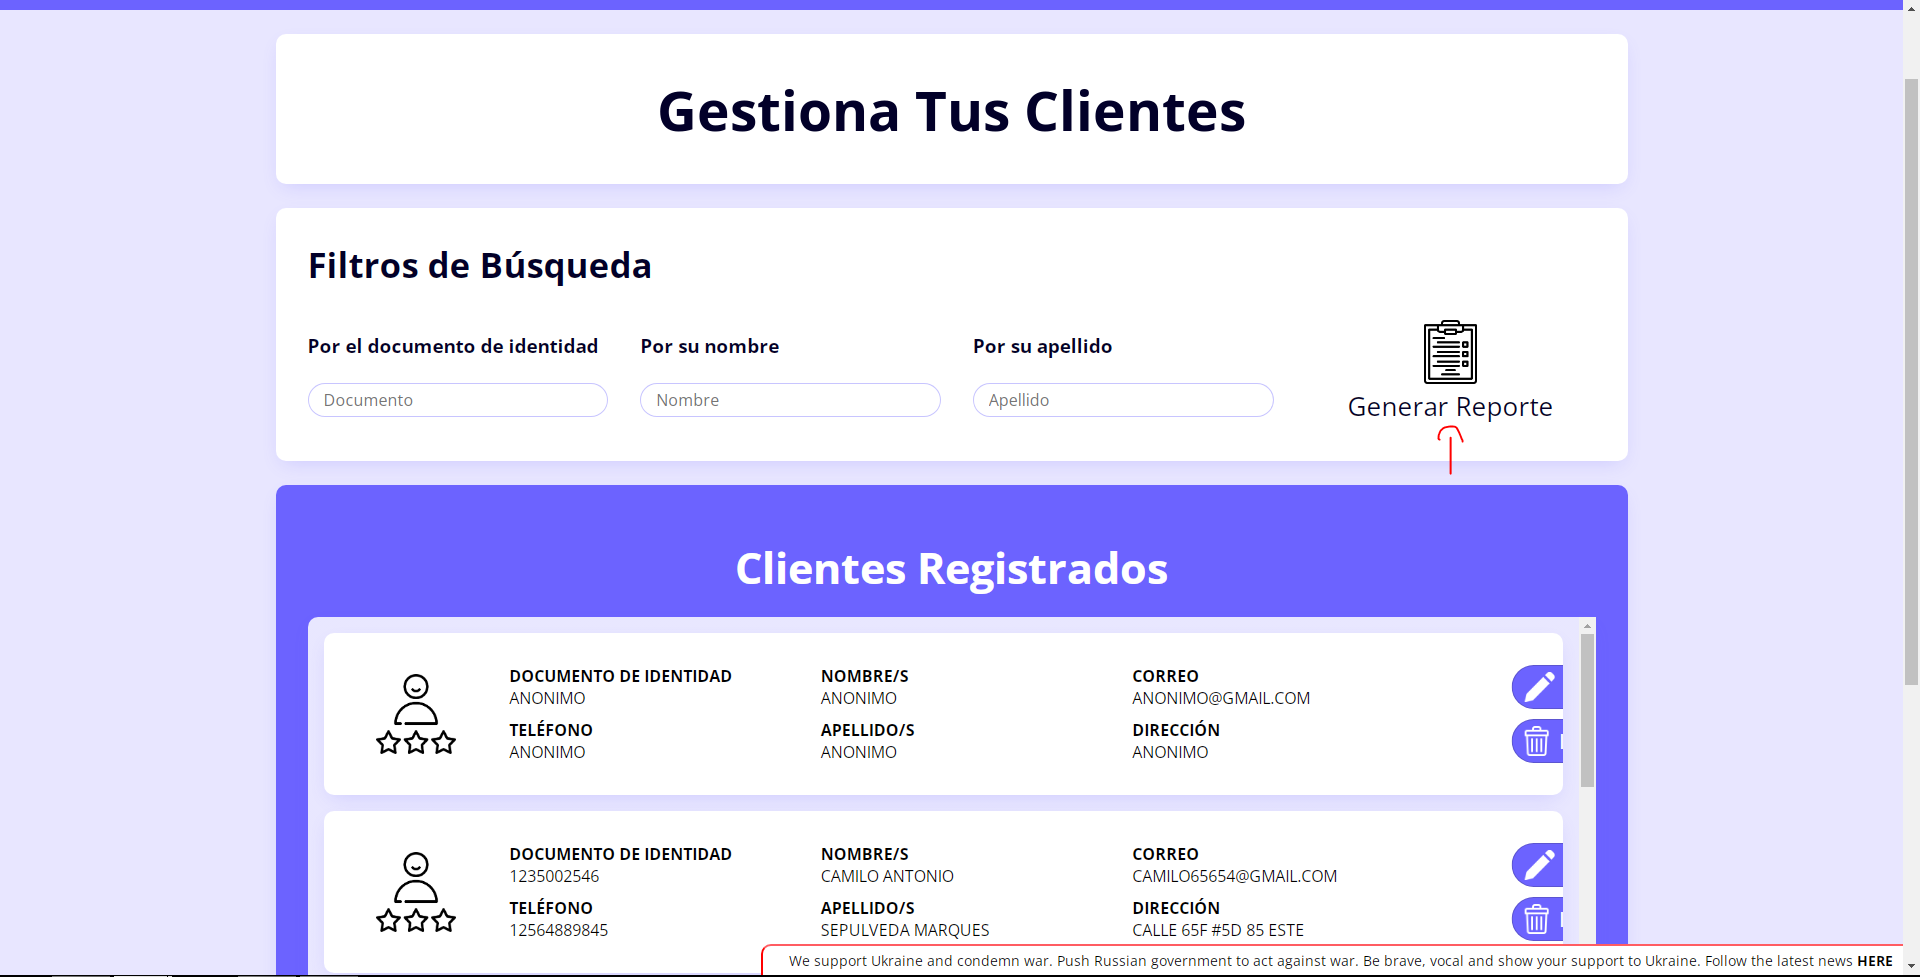 Gestiona Tus Clientes
Filtros de Búsqueda
Por el documento de identidad
Por su nombre
Por su apellido
Documento
Nombre
Apellido
Generar Reporte
Clientes Registrados
DOCUMENTO DE IDENTIDAD
ANONIMO
NOMBRE/S
ANONIMO
CORREO
ANONIMO@GMAIL.COM
TELÉFONO
ANONIMO
APELLIDO/S
ANONIMO
DIRECCIÓN
ANONIMO
DOCUMENTO DE IDENTIDAD
1235002546
NOMBRE/S
CAMILO ANTONIO
CORREO
CAMILO65654@GMAIL.COM
TELÉFONO
12564889845
APELLIDO/S
SEPULVEDA MARQUES
DIRECCIÓN
CALLE 65F #5D 85 ESTE
We support Ukraine and condemn war. Push Russian government to act against war. Be brave, vocal and show your support to Ukraine. Follow the latest news HERE